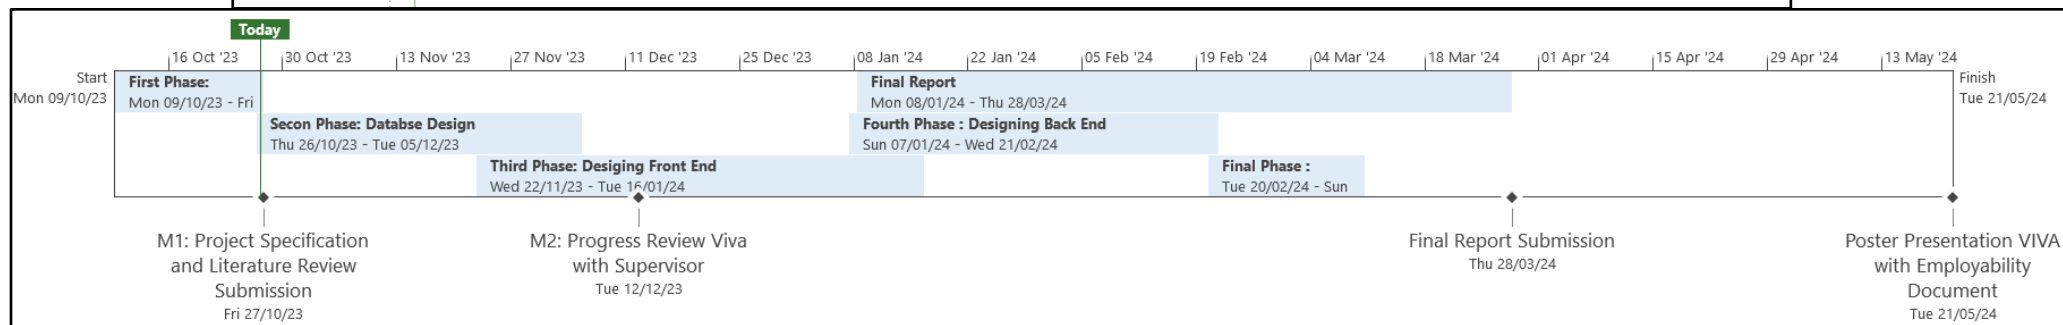 Today
16 Oct '23
30 Oct '23
13 Nov '23
27 Nov '23
11 Dec '23
25 Dec '23
08 Jan '24
22 Jan '24
05 Feb '24
19 Feb '24
04 Mar '24
18 Mar '24
01 Apr '24
15 Apr '24
29 Apr '24
13 May '24
Start
Mon 09/10/23
First Phase:
Mon 09/10/23 - Fri
Final Report
Mon 08/01/24 - Thu 28/03/24
Finish
Tue 21/05/24
Secon Phase: Databse Design
Thu 26/10/23 - Tue 05/12/23
Fourth Phase : Designing Back End
Sun 07/01/24 - Wed 21/02/24
Third Phase: Desiging Front End
Wed 22/11/23 - Tue 16/01/24
Final Phase :
Tue 20/02/24 - Sun
M1: Project Specification
and Literature Review
Submission
Fri 27/10/23
M2: Progress Review Viva
with Supervisor
Tue 12/12/23
Final Report Submission
Thu 28/03/24
Poster Presentation VIVA
with Employability
Document
Tue 21/05/24